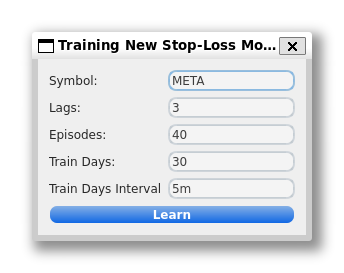 Training New Stop-Loss Mo...
Symbol: META
Lags: 3
Episodes: 40
Train Days: 30
Train Days Interval 5m
Learn